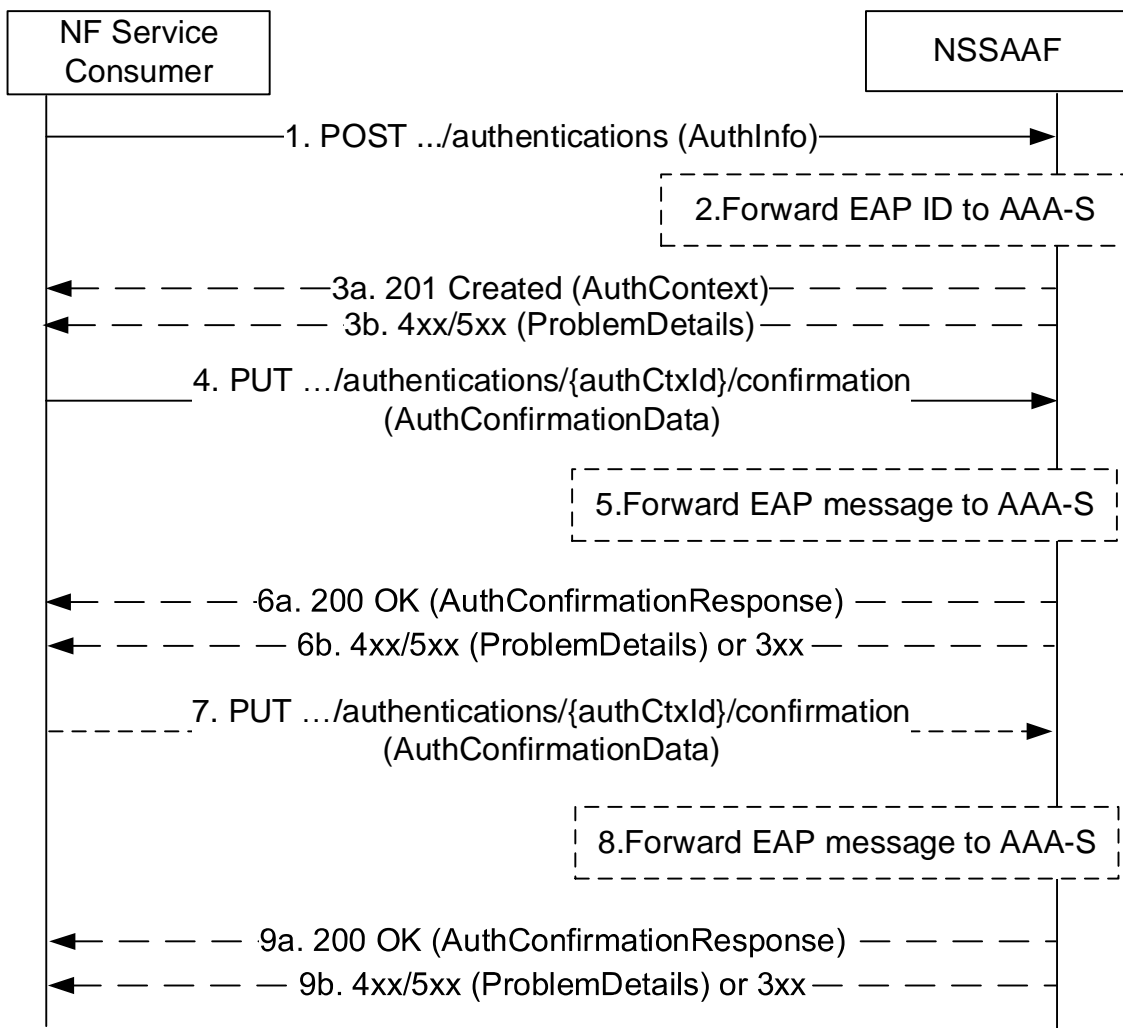 NF Service
Consumer
NSSAAF
1. POST .../authentications (AuthInfo)
2.Forward EAP ID to AAA-S
3a. 201 Created (AuthContext)
3b. 4xx/5xx (ProblemDetails)
4. PUT …/authentications/{authCtxId}/confirmation
(AuthConfirmationData)
5.Forward EAP message to AAA-S
6a. 200 OK (AuthConfirmationResponse)
6b. 4xx/5xx (ProblemDetails) or 3xx
7. PUT …/authentications/{authCtxId}/confirmation
(AuthConfirmationData)
8.Forward EAP message to AAA-S
9a. 200 OK (AuthConfirmationResponse)
9b. 4xx/5xx (ProblemDetails) or 3xx